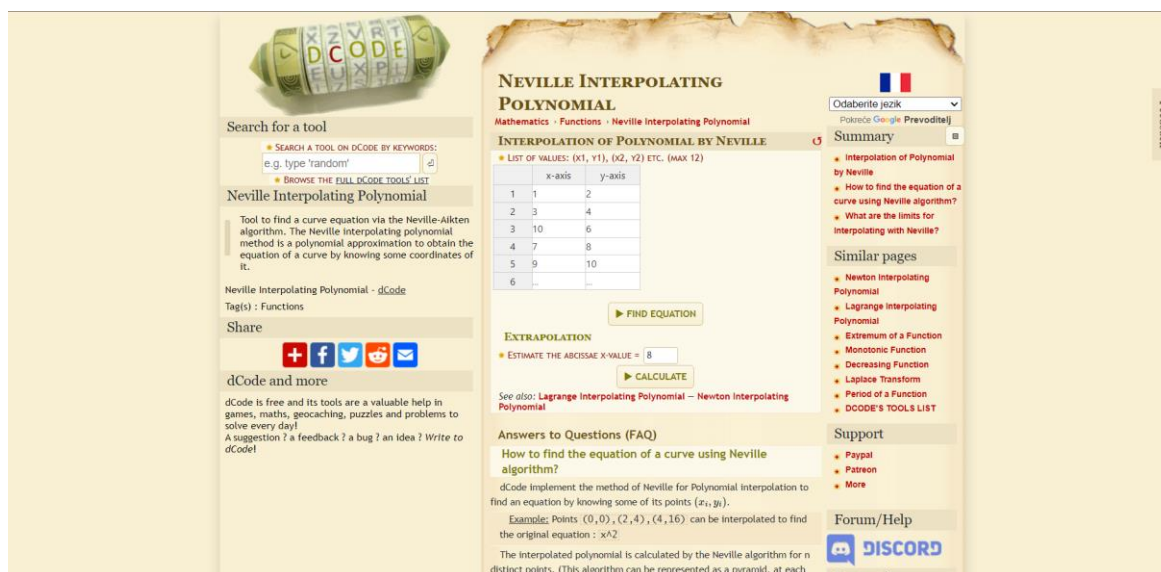 DCODE
Search for a tool
SEARCH A TOOL ON DCODE BY KEYWORDS:
e.g. type 'random'
BROWSE THE FULL DCODE TOOLS' LIST
Neville Interpolating Polynomial
Tool to find a curve equation via the Neville-Aikten
algorithm. The Neville interpolating polynomial
method is a polynomial approximation to obtain the
equation of a curve by knowing some coordinates of
it.
Neville Interpolating Polynomial - dCode
Tag(s) : Functions
Share
dCode and more
dCode is free and its tools are a valuable help in
games, maths, geocaching, puzzles and problems to
solve every day!
A suggestion ? a feedback ? a bug ? an idea ? Write to
dCode!
NEVILLE INTERPOLATING
POLYNOMIAL
Mathematics › Functions › Neville Interpolating Polynomial
INTERPOLATION OF POLYNOMIAL BY NEVILLE
LIST OF VALUES: (X1, Y1), (X2, Y2) ETC. (MAX 12)
x-axis y-axis
1 1 2
2 3 4
3 10 6
4 7 8
5 9 10
6 ... ...
FIND EQUATION
EXTRAPOLATION
ESTIMATE THE ABCISSAE X-VALUE = 8
CALCULATE
See also: Lagrange Interpolating Polynomial — Newton Interpolating
Polynomial
Answers to Questions (FAQ)
How to find the equation of a curve using Neville
algorithm?
dCode implement the method of Neville for Polynomial interpolation to
find an equation by knowing some of its points (xᵢ, yᵢ).
Example: Points (0,0),(2,4),(4,16) can be interpolated to find
the original equation : x^2
The interpolated polynomial is calculated by the Neville algorithm for n
distinct points. (This algorithm can be represented as a pyramid, at each
Odaberite jezik
Pokreće Google Prevoditelj
Summary
Interpolation of Polynomial
by Neville
How to find the equation of a
curve using Neville algorithm?
What are the limits for
Interpolating with Neville?
Similar pages
Newton Interpolating
Polynomial
Lagrange Interpolating
Polynomial
Extremum of a Function
Monotonic Function
Decreasing Function
Laplace Transform
Period of a Function
DCODE'S TOOLS LIST
Support
Paypal
Patreon
More
Forum/Help
DISCORD